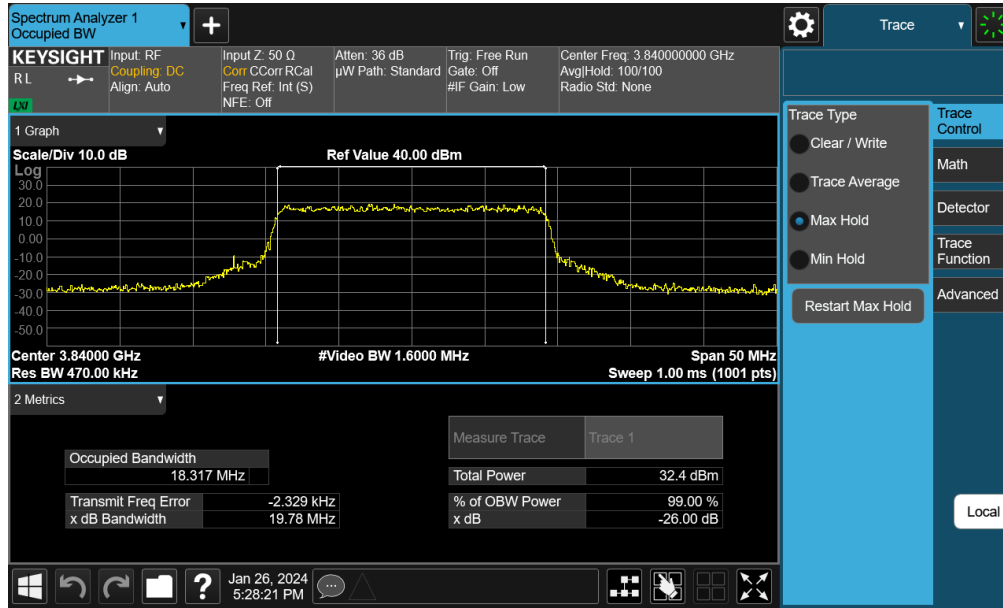 Spectrum Analyzer 1
Occupied BW
+
Trace
KEYSIGHT
RL
LXI
Input: RF
Coupling: DC
Align: Auto
Input Z: 50 Ω
Corr CCorr RCal
Freq Ref: Int (S)
NFE: Off
Atten: 36 dB
µW Path: Standard
Trig: Free Run
Gate: Off
#IF Gain: Low
Center Freq: 3.840000000 GHz
Avg|Hold: 100/100
Radio Std: None
1 Graph
Scale/Div 10.0 dB
Ref Value 40.00 dBm
Log
30.0
20.0
10.0
0.00
-10.0
-20.0
-30.0
-40.0
-50.0
Center 3.84000 GHz
#Video BW 1.6000 MHz
Span 50 MHz
Res BW 470.00 kHz
Sweep 1.00 ms (1001 pts)
2 Metrics
Measure Trace
Trace 1
Occupied Bandwidth
18.317 MHz
Total Power
32.4 dBm
Transmit Freq Error
-2.329 kHz
% of OBW Power
99.00 %
x dB Bandwidth
19.78 MHz
x dB
-26.00 dB
Trace Type
Clear / Write
Trace Average
Max Hold
Min Hold
Restart Max Hold
Trace
Control
Math
Detector
Trace
Function
Advanced
Local
?
Jan 26, 2024
5:28:21 PM